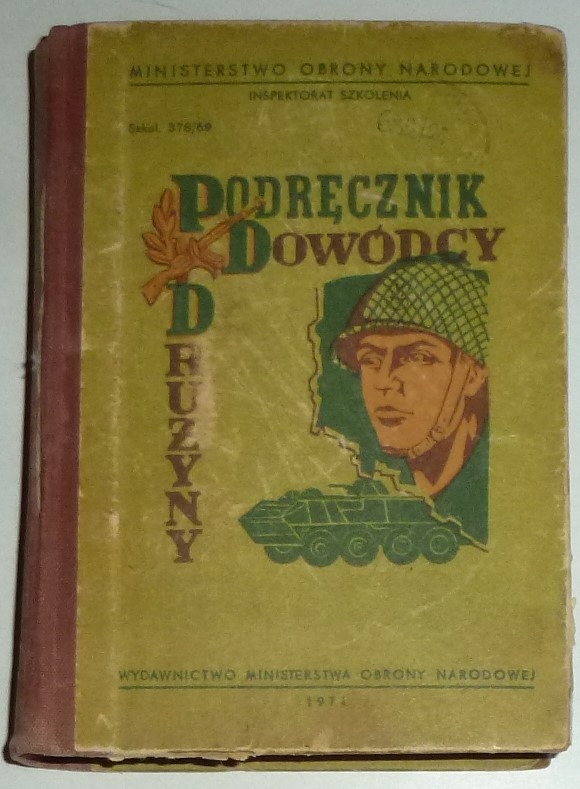 MINISTERSTWO OBRONY NARODOWEJ
INSPEKTORAT SZKOLENIA
Szkol. 378/69
PODRĘCZNIK
DOWÓDCY
DRUŻYNY
WYDAWNICTWO MINISTERSTWA OBRONY NARODOWEJ
1971